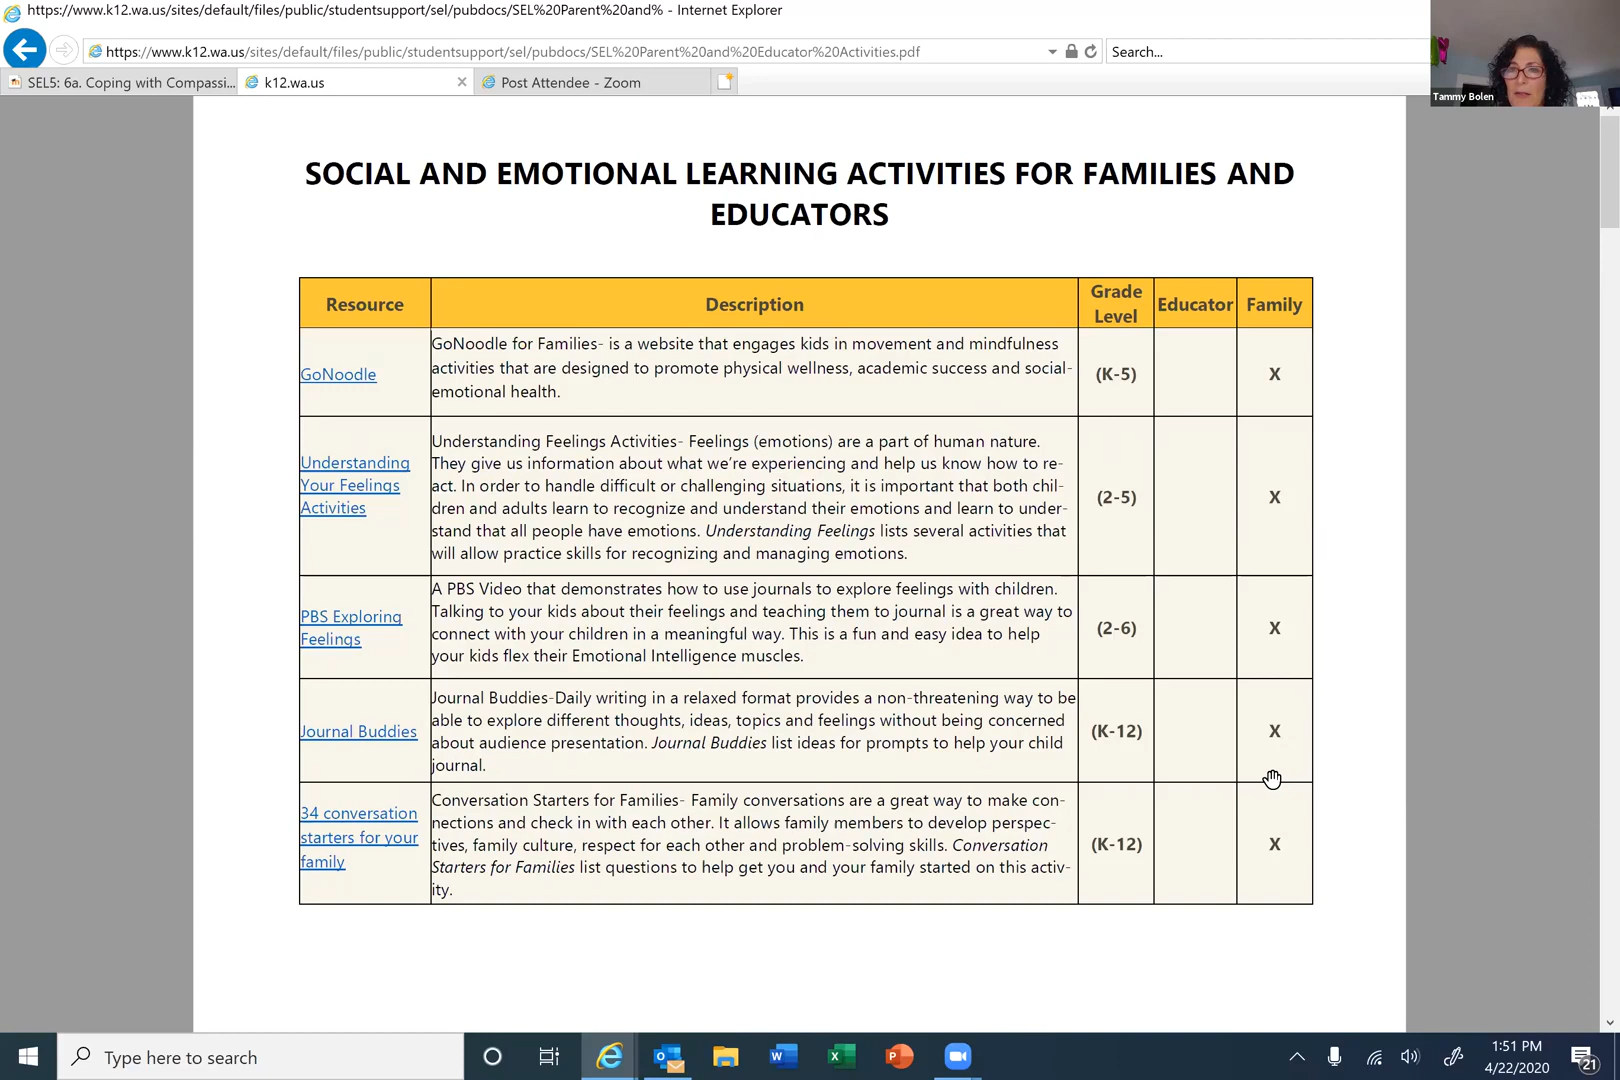 https://www.k12.wa.us/sites/default/files/public/studentsupport/sel/pubdocs/SEL%20Parent%20and% - Internet Explorer
https://www.k12.wa.us/sites/default/files/public/studentsupport/sel/pubdocs/SEL%20Parent%20and%20Educator%20Activities.pdf
Search...
SEL5: 6a. Coping with Compassi...
k12.wa.us
Post Attendee - Zoom
Tammy Bolen
SOCIAL AND EMOTIONAL LEARNING ACTIVITIES FOR FAMILIES AND
EDUCATORS
Resource
Description
Grade
Level
Educator
Family
GoNoodle
GoNoodle for Families- is a website that engages kids in movement and mindfulness
activities that are designed to promote physical wellness, academic success and social-
emotional health.
(K-5)
X
Understanding
Your Feelings
Activities
Understanding Feelings Activities- Feelings (emotions) are a part of human nature.
They give us information about what we're experiencing and help us know how to re-
act. In order to handle difficult or challenging situations, it is important that both chil-
dren and adults learn to recognize and understand their emotions and learn to under-
stand that all people have emotions. Understanding Feelings lists several activities that
will allow practice skills for recognizing and managing emotions.
(2-5)
X
PBS Exploring
Feelings
A PBS Video that demonstrates how to use journals to explore feelings with children.
Talking to your kids about their feelings and teaching them to journal is a great way to
connect with your children in a meaningful way. This is a fun and easy idea to help
your kids flex their Emotional Intelligence muscles.
(2-6)
X
Journal Buddies
Journal Buddies-Daily writing in a relaxed format provides a non-threatening way to be
able to explore different thoughts, ideas, topics and feelings without being concerned
about audience presentation. Journal Buddies list ideas for prompts to help your child
journal.
(K-12)
X
34 conversation
starters for your
family
Conversation Starters for Families- Family conversations are a great way to make con-
nections and check in with each other. It allows family members to develop perspec-
tives, family culture, respect for each other and problem-solving skills. Conversation
Starters for Families list questions to help get you and your family started on this activ-
ity.
(K-12)
X
Type here to search
1:51 PM
4/22/2020
21